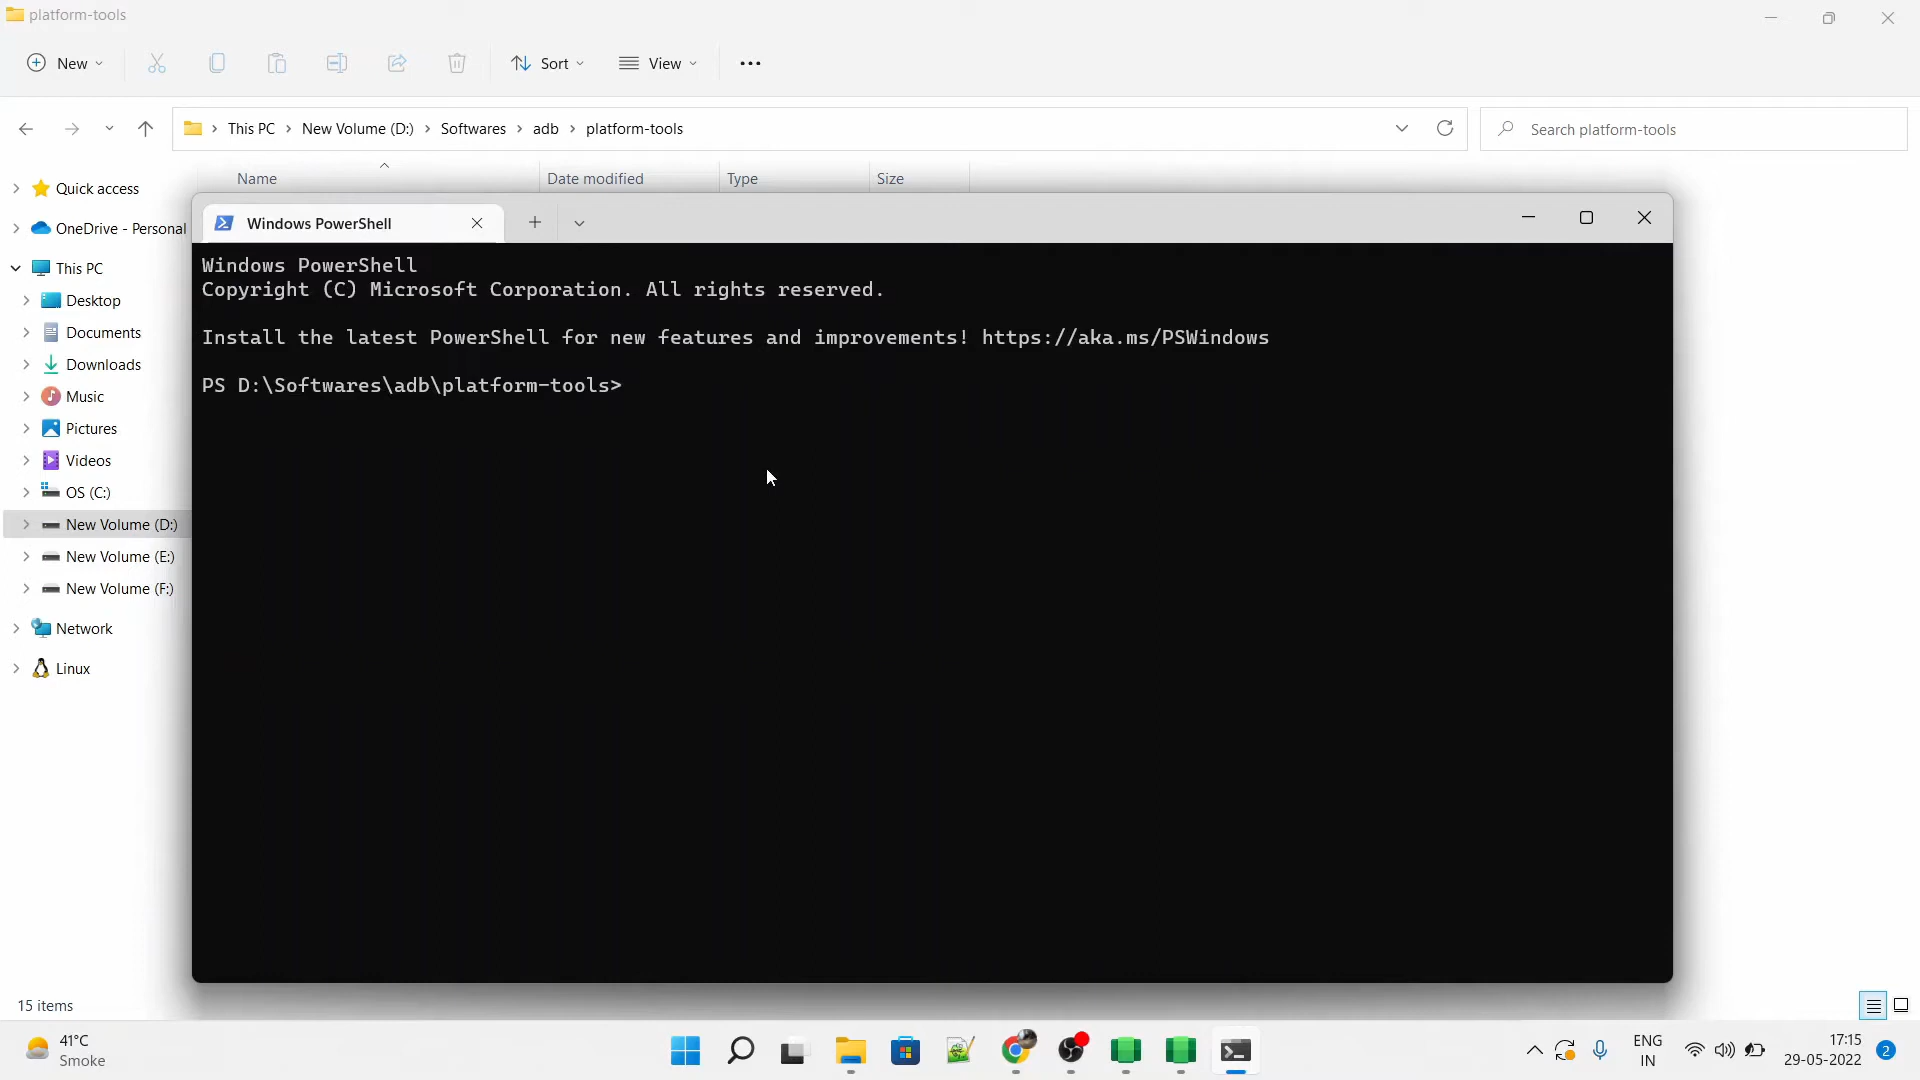 platform-tools
New
Sort
View
This PC
New Volume (D:)
Softwares
adb
platform-tools
Search platform-tools
Name
Date modified
Type
Size
Quick access
OneDrive - Personal
This PC
Desktop
Documents
Downloads
Music
Pictures
Videos
OS (C:)
New Volume (D:)
New Volume (E:)
New Volume (F:)
Network
Linux
Windows PowerShell
Windows PowerShell
Copyright (C) Microsoft Corporation. All rights reserved.
Install the latest PowerShell for new features and improvements! https://aka.ms/PSWindows
PS D:\Softwares\adb\platform-tools>
15 items
41°C
Smoke
ENG
IN
17:15
29-05-2022
2